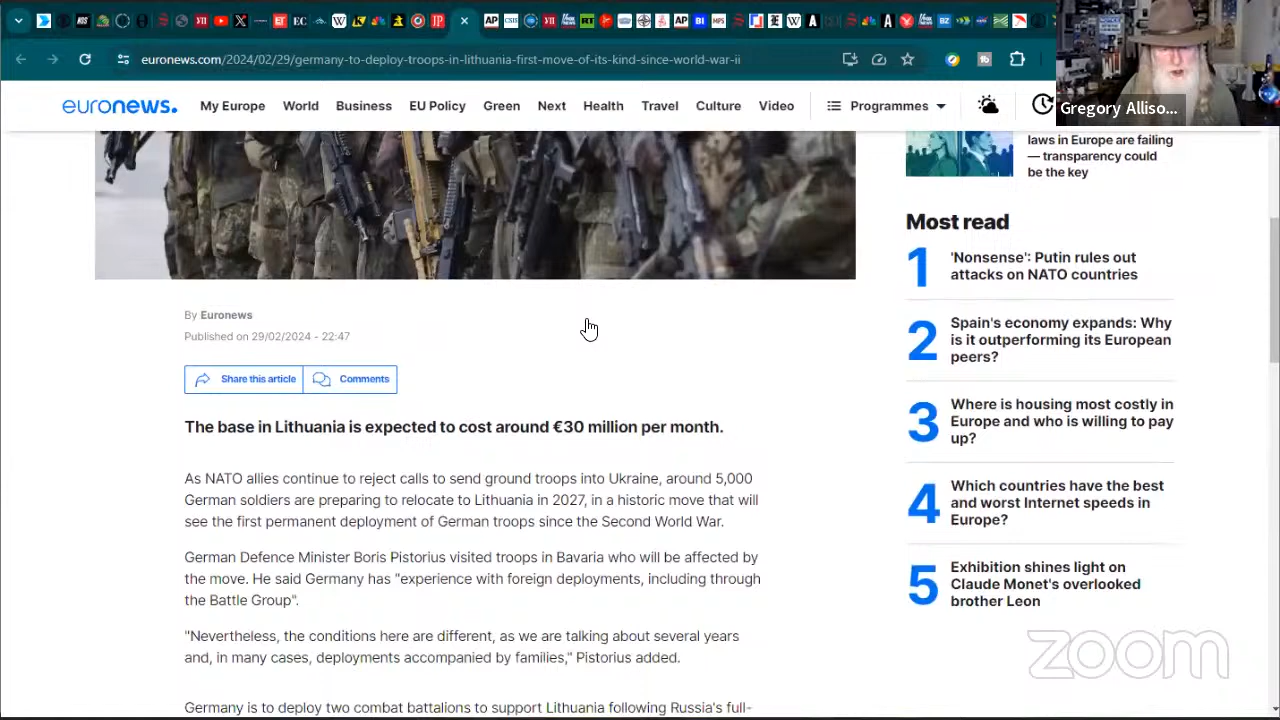 euronews.com/2024/02/29/germany-to-deploy-troops-in-lithuania-first-move-of-its-kind-since-world-war-ii
euronews.
My Europe
World
Business
EU Policy
Green
Next
Health
Travel
Culture
Video
Programmes
Gregory Alliso...
laws in Europe are failing
— transparency could
be the key
By Euronews
Published on 29/02/2024 - 22:47
Share this article
Comments
The base in Lithuania is expected to cost around €30 million per month.
As NATO allies continue to reject calls to send ground troops into Ukraine, around 5,000
German soldiers are preparing to relocate to Lithuania in 2027, in a historic move that will
see the first permanent deployment of German troops since the Second World War.
German Defence Minister Boris Pistorius visited troops in Bavaria who will be affected by
the move. He said Germany has "experience with foreign deployments, including through
the Battle Group".
"Nevertheless, the conditions here are different, as we are talking about several years
and, in many cases, deployments accompanied by families," Pistorius added.
Germany is to deploy two combat battalions to support Lithuania following Russia's full-
Most read
1
'Nonsense': Putin rules out
attacks on NATO countries
2
Spain's economy expands: Why
is it outperforming its European
peers?
3
Where is housing most costly in
Europe and who is willing to pay
up?
4
Which countries have the best
and worst Internet speeds in
Europe?
5
Exhibition shines light on
Claude Monet's overlooked
brother Leon
zoom